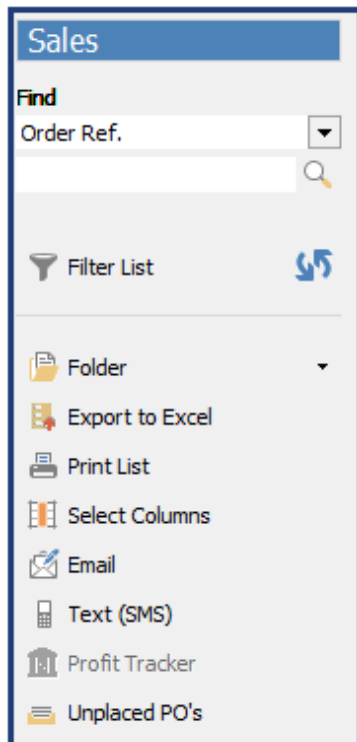 Sales
Find
Order Ref.
Filter List
Folder
Export to Excel
Print List
Select Columns
Email
Text (SMS)
Profit Tracker
Unplaced PO's